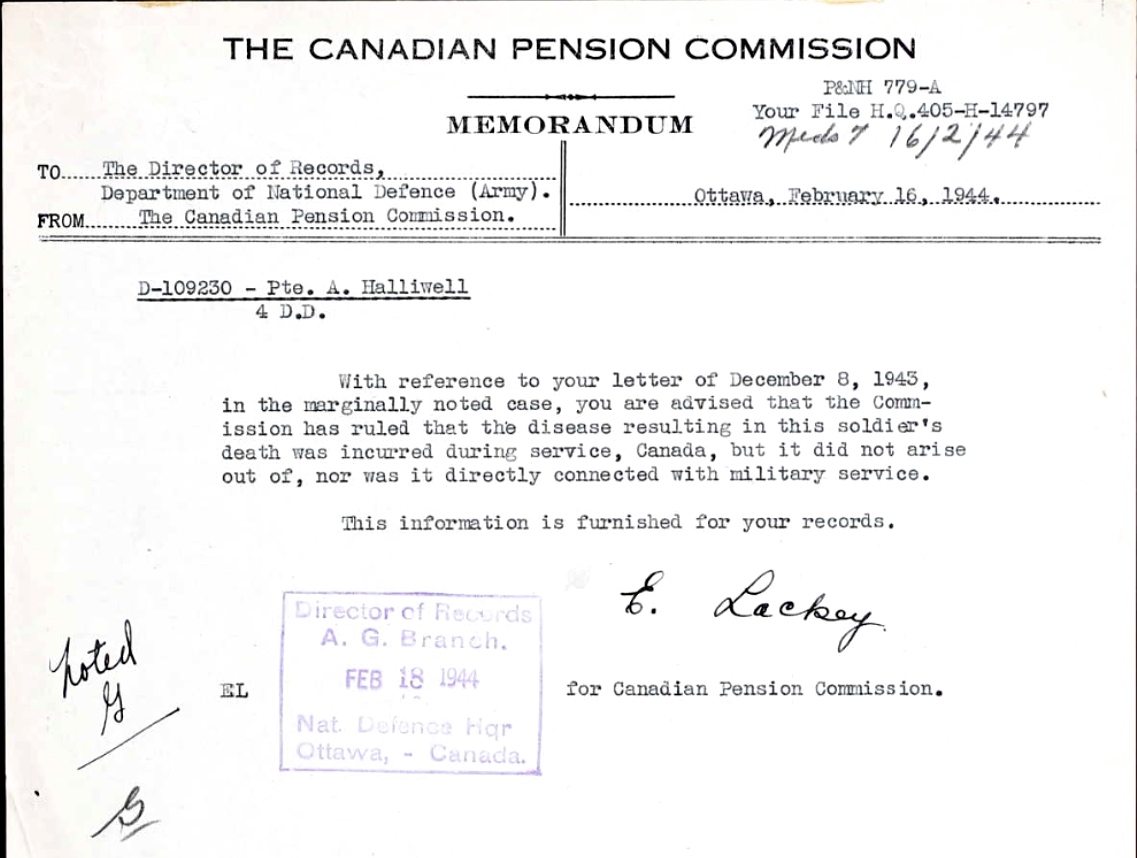 THE CANADIAN PENSION COMMISSION
P&NH 779-A
MEMORANDUM
Your File H.Q.405-H-14797
16/2/44
TO The Director of Records,
Department of National Defence (Army).
Ottawa, February 16, 1944.
FROM The Canadian Pension Commission.
D-109230 - Pte. A. Halliwell
4 D.D.
With reference to your letter of December 8, 1943,
in the marginally noted case, you are advised that the Comm-
ission has ruled that the disease resulting in this soldier's
death was incurred during service, Canada, but it did not arise
out of, nor was it directly connected with military service.
This information is furnished for your records.
E. Lackey
Director of Records
A. G. Branch.
FEB 18 1944
Nat. Defence Hqr
Ottawa, - Canada.
noted
EL
for Canadian Pension Commission.